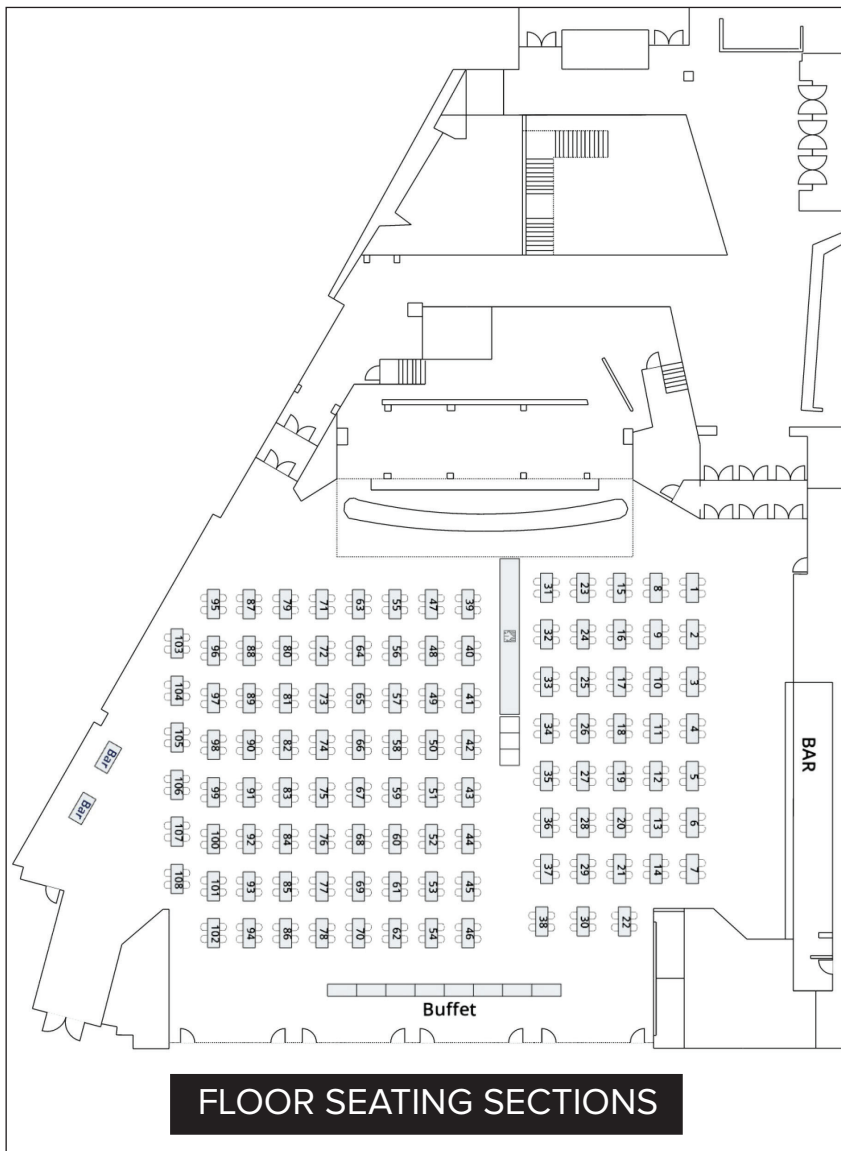 31 23 15 8 1
95 87 79 71 63 55 47 39
32 24 16 9 2
103
96 88 80 72 64 56 48 40
33 25 17 10 3
104
97 89 81 73 65 57 49 41
34 26 18 11 4
105
98 90 82 74 66 58 50 42
BAR
Bar
35 27 19 12 5
106
99 91 83 75 67 59 51 43
Bar
36 28 20 13 6
107
100 92 84 76 68 60 52 44
37 29 21 14 7
108
101 93 85 77 69 61 53 45
38 30 22
102 94 86 78 70 62 54 46
Buffet
FLOOR SEATING SECTIONS